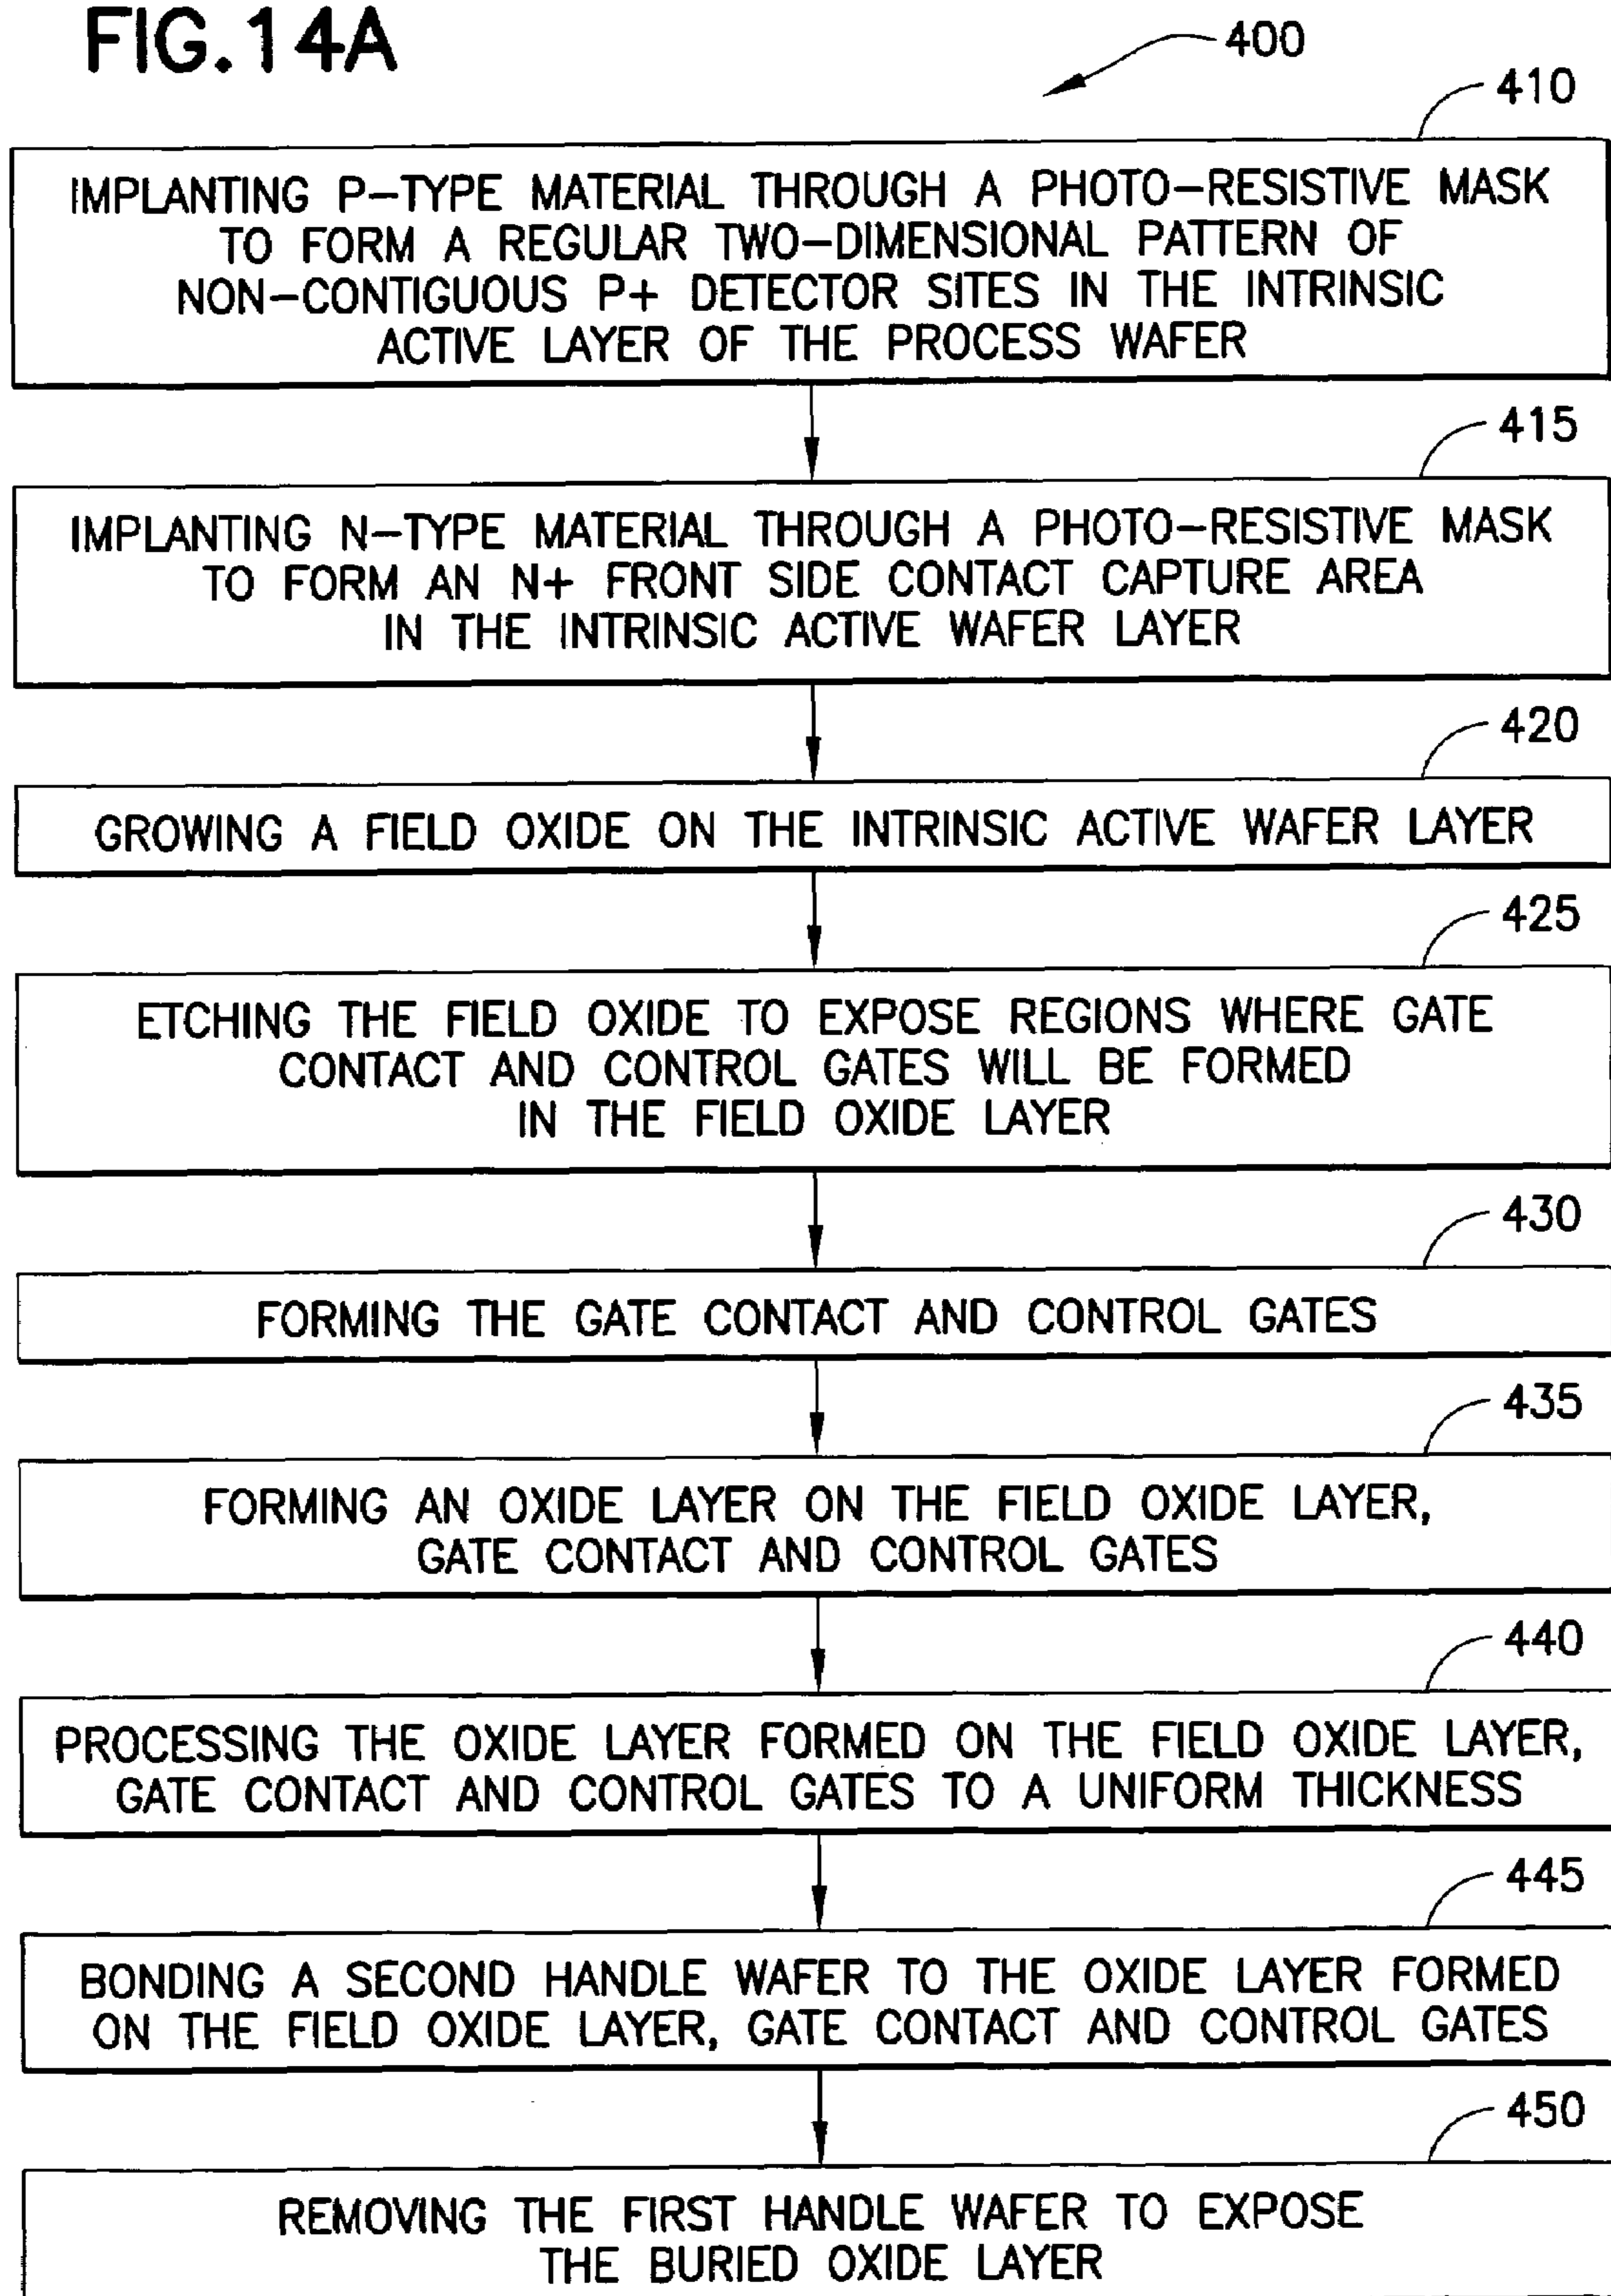 FIG.14A
400
410
IMPLANTING P-TYPE MATERIAL THROUGH A PHOTO-RESISTIVE MASK
TO FORM A REGULAR TWO-DIMENSIONAL PATTERN OF
NON-CONTIGUOUS P+ DETECTOR SITES IN THE INTRINSIC
ACTIVE LAYER OF THE PROCESS WAFER
415
IMPLANTING N-TYPE MATERIAL THROUGH A PHOTO-RESISTIVE MASK
TO FORM AN N+ FRONT SIDE CONTACT CAPTURE AREA
IN THE INTRINSIC ACTIVE WAFER LAYER
420
GROWING A FIELD OXIDE ON THE INTRINSIC ACTIVE WAFER LAYER
425
ETCHING THE FIELD OXIDE TO EXPOSE REGIONS WHERE GATE
CONTACT AND CONTROL GATES WILL BE FORMED
IN THE FIELD OXIDE LAYER
430
FORMING THE GATE CONTACT AND CONTROL GATES
435
FORMING AN OXIDE LAYER ON THE FIELD OXIDE LAYER,
GATE CONTACT AND CONTROL GATES
440
PROCESSING THE OXIDE LAYER FORMED ON THE FIELD OXIDE LAYER,
GATE CONTACT AND CONTROL GATES TO A UNIFORM THICKNESS
445
BONDING A SECOND HANDLE WAFER TO THE OXIDE LAYER FORMED
ON THE FIELD OXIDE LAYER, GATE CONTACT AND CONTROL GATES
450
REMOVING THE FIRST HANDLE WAFER TO EXPOSE
THE BURIED OXIDE LAYER